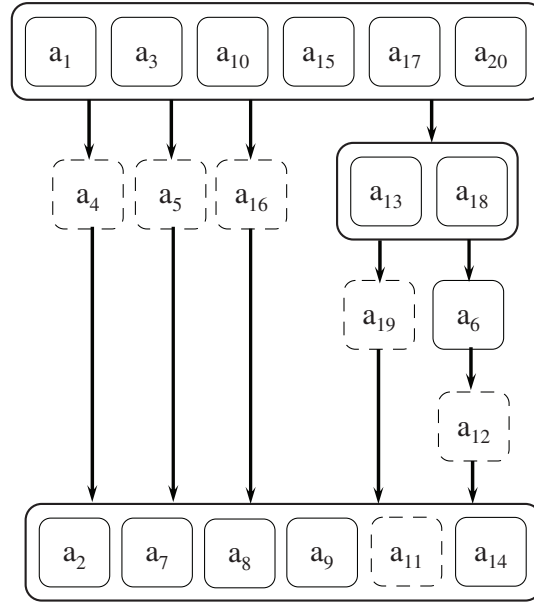 a₁ a₃ a₁₀ a₁₅ a₁₇ a₂₀
a₄ a₅ a₁₆ a₁₃ a₁₈
a₁₉ a₆
a₁₂
a₂ a₇ a₈ a₉ a₁₁ a₁₄